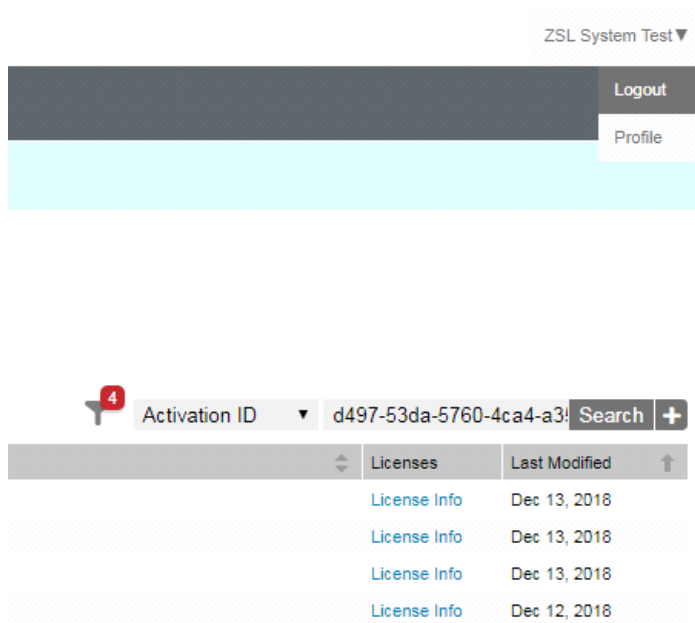 ZSL System Test▼
Logout
Profile
4
Activation ID ▼ d497-53da-5760-4ca4-a3 Search +
Licenses Last Modified
License Info Dec 13, 2018
License Info Dec 13, 2018
License Info Dec 13, 2018
License Info Dec 12, 2018